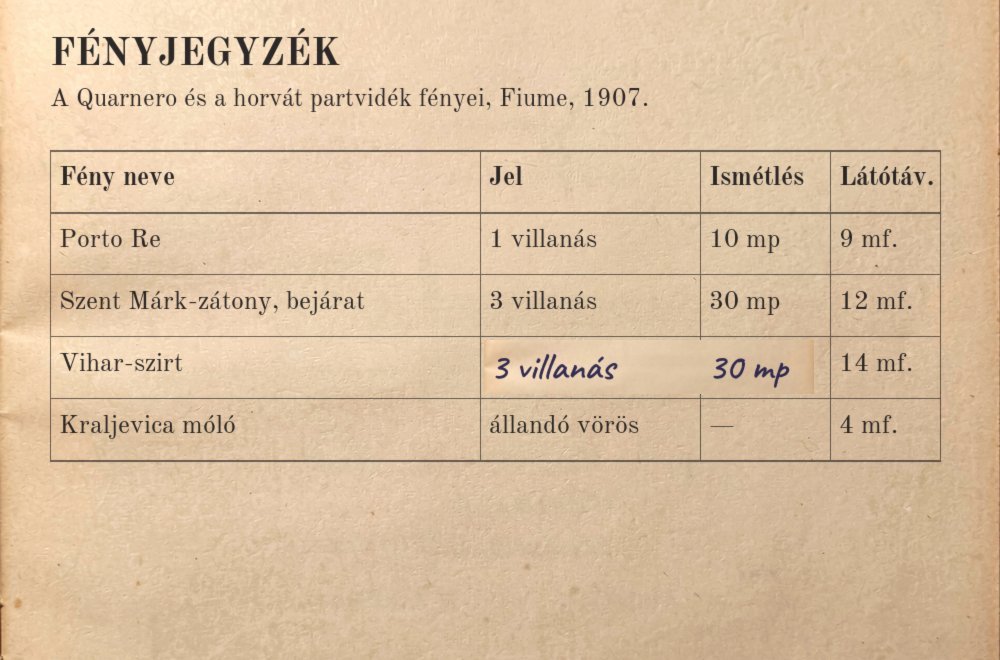 FÉNYJEGYZÉK
A Quarnero és a horvát partvidék fényei, Fiume, 1907.
Fény neve Jel Ismétlés Látótáv.
Porto Re 1 villanás 10 mp 9 mf.
Szent Márk-zátony, bejárat 3 villanás 30 mp 12 mf.
Vihar-szirt 3 villanás 30 mp 14 mf.
Kraljevica móló állandó vörös — 4 mf.